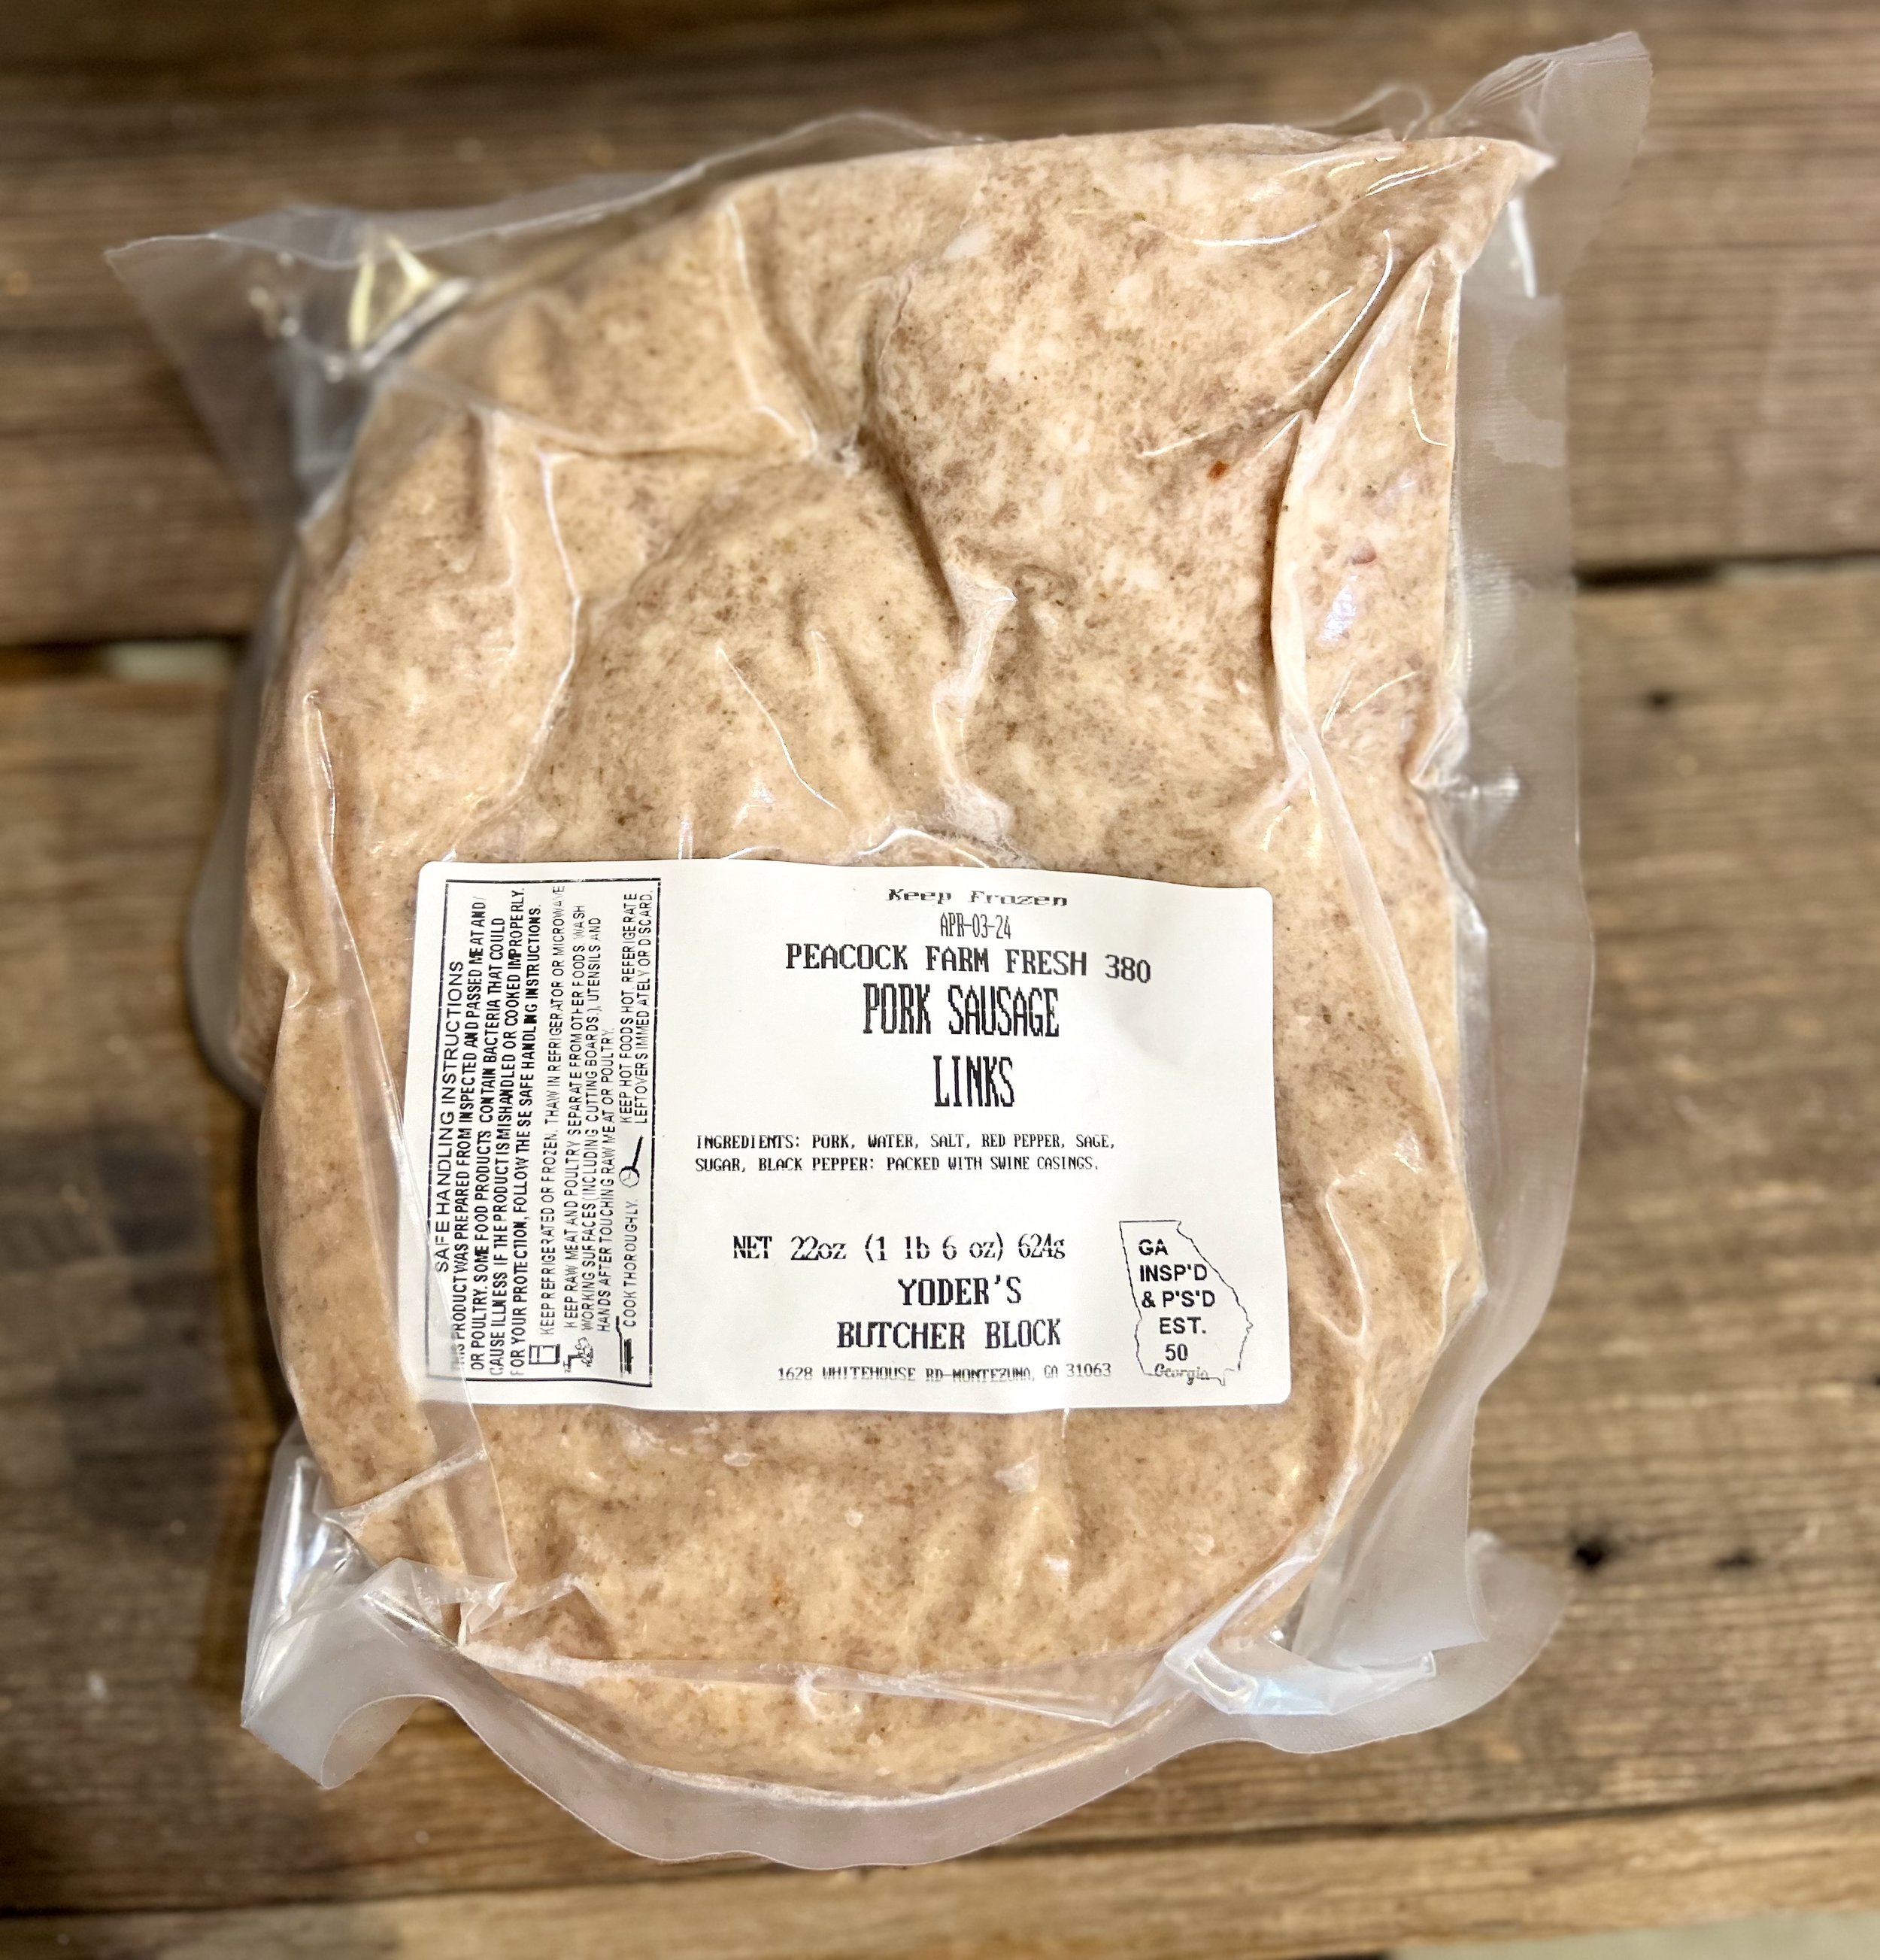 Keep Frozen
APR-03-24
PEACOCK FARM FRESH 380
PORK SAUSAGE
LINKS
INGREDIENTS: PORK, WATER, SALT, RED PEPPER, SAGE,
SUGAR, BLACK PEPPER: PACKED WITH SWINE CASINGS.
NET 22oz (1 lb 6 oz) 624g
YODER'S
BUTCHER BLOCK
1628 WHITEHOUSE RD-MONTEZUMA, GA 31063
GA
INSP'D
& P'S'D
EST.
50
Georgia
SAFE HANDLING INSTRUCTIONS
THIS PRODUCT WAS PREPARED FROM INSPECTED AND PASSED MEAT AND/
OR POULTRY. SOME FOOD PRODUCTS CONTAIN BACTERIA THAT COULD
CAUSE ILLNESS IF THE PRODUCT IS MISHANDLED OR COOKED IMPROPERLY.
FOR YOUR PROTECTION, FOLLOW THESE SAFE HANDLING INSTRUCTIONS.
KEEP REFRIGERATED OR FROZEN. THAW IN REFRIGERATOR OR MICROWAVE
KEEP RAW MEAT AND POULTRY SEPARATE FROM OTHER FOODS. WASH
WORKING SURFACES (INCLUDING CUTTING BOARDS.), UTENSILS AND
HANDS AFTER TOUCHING RAW MEAT OR POULTRY.
COOK THOROUGHLY.
KEEP HOT FOODS HOT. REFERIGERATE
LEFTOVERS IMMEDIATELY OR DISCARD.